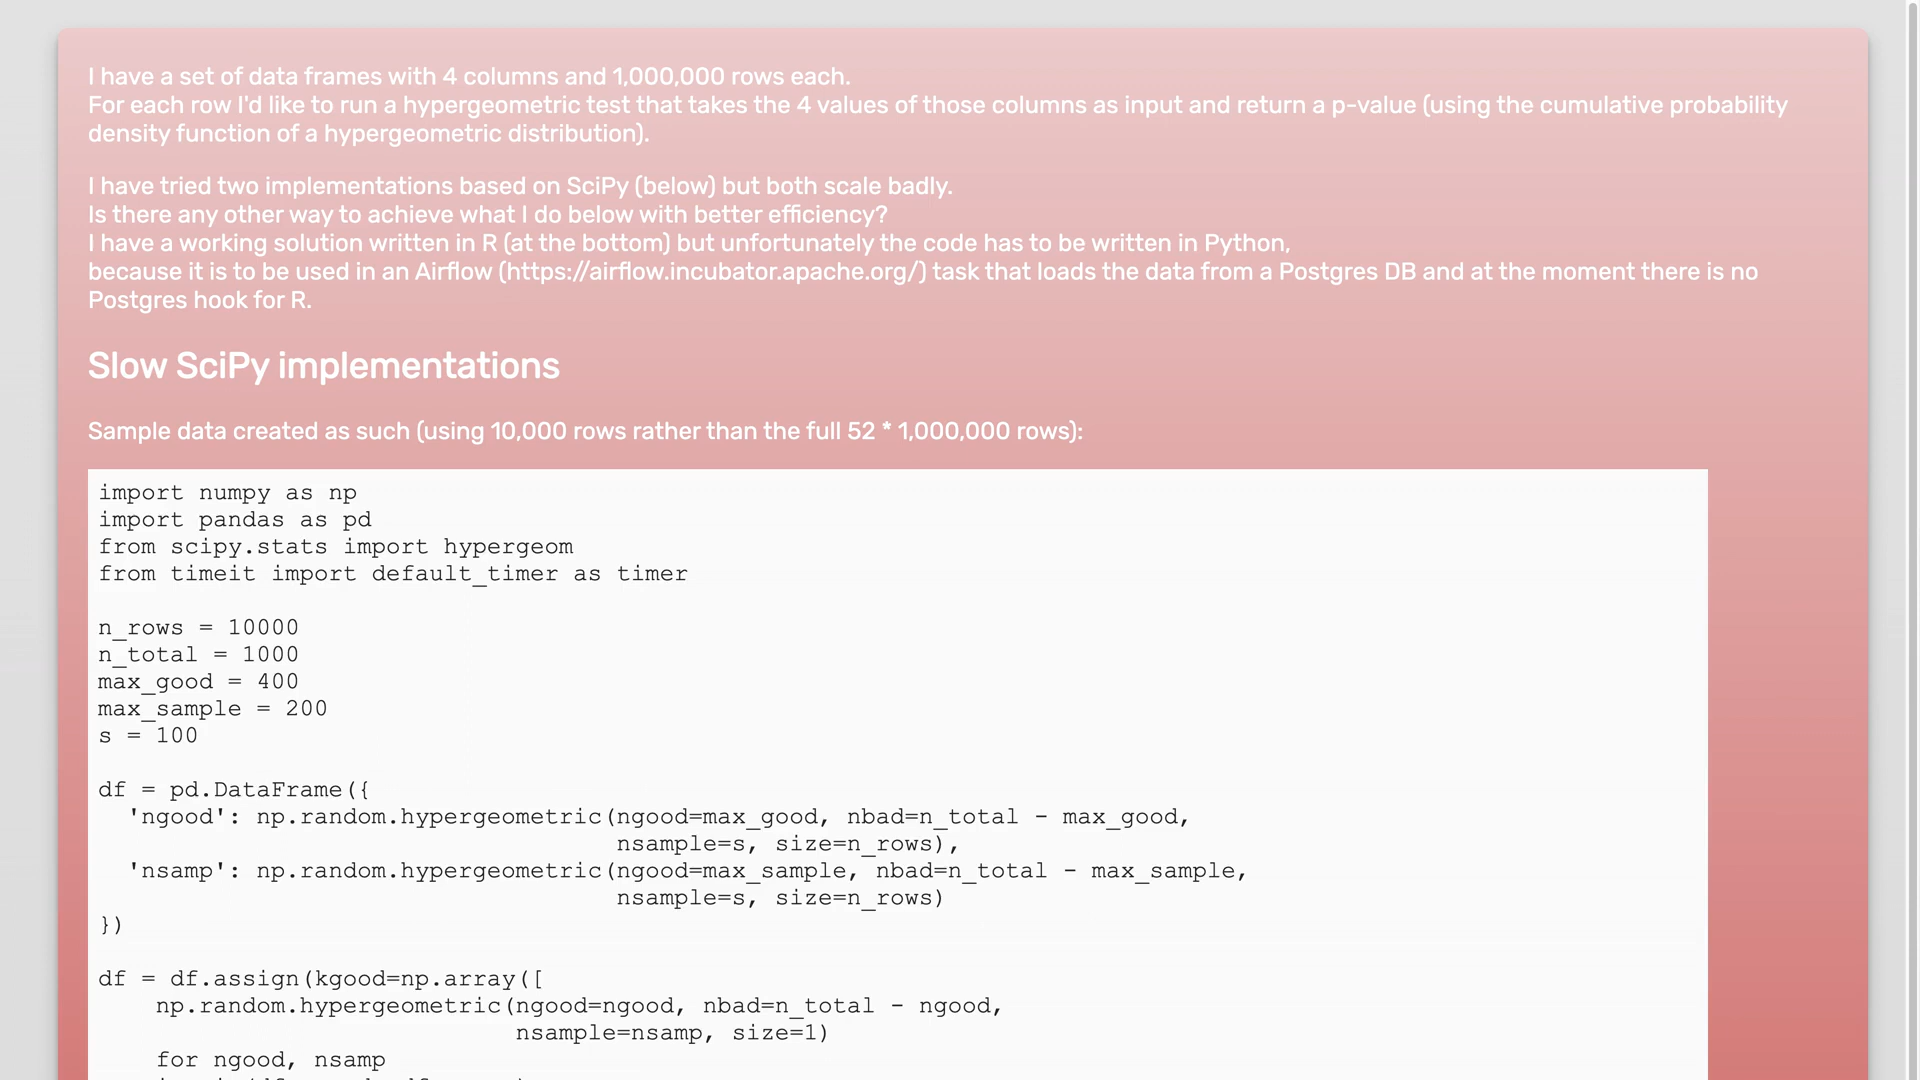 I have a set of data frames with 4 columns and 1,000,000 rows each.
For each row I'd like to run a hypergeometric test that takes the 4 values of those columns as input and return a p-value (using the cumulative probability
density function of a hypergeometric distribution).
I have tried two implementations based on SciPy (below) but both scale badly.
Is there any other way to achieve what I do below with better efficiency?
I have a working solution written in R (at the bottom) but unfortunately the code has to be written in Python,
because it is to be used in an Airflow (https://airflow.incubator.apache.org/) task that loads the data from a Postgres DB and at the moment there is no
Postgres hook for R.
Slow SciPy implementations
Sample data created as such (using 10,000 rows rather than the full 52 * 1,000,000 rows):
import numpy as np
import pandas as pd
from scipy.stats import hypergeom
from timeit import default_timer as timer
n_rows = 10000
n_total = 1000
max_good = 400
max_sample = 200
s = 100
df = pd.DataFrame({
'ngood': np.random.hypergeometric(ngood=max_good, nbad=n_total - max_good,
nsample=s, size=n_rows),
'nsamp': np.random.hypergeometric(ngood=max_sample, nbad=n_total - max_sample,
nsample=s, size=n_rows)
})
df = df.assign(kgood=np.array([
np.random.hypergeometric(ngood=ngood, nbad=n_total - ngood,
nsample=nsamp, size=1)
for ngood, nsamp